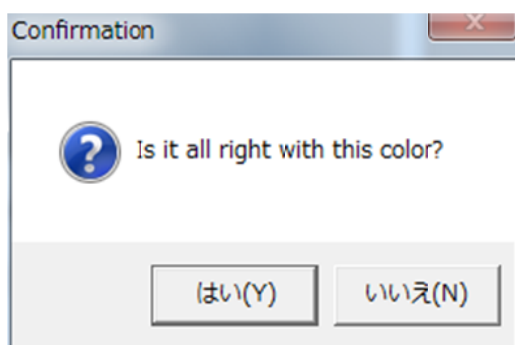 Confirmation
Is it all right with this color?
はい(Y) いいえ(N)